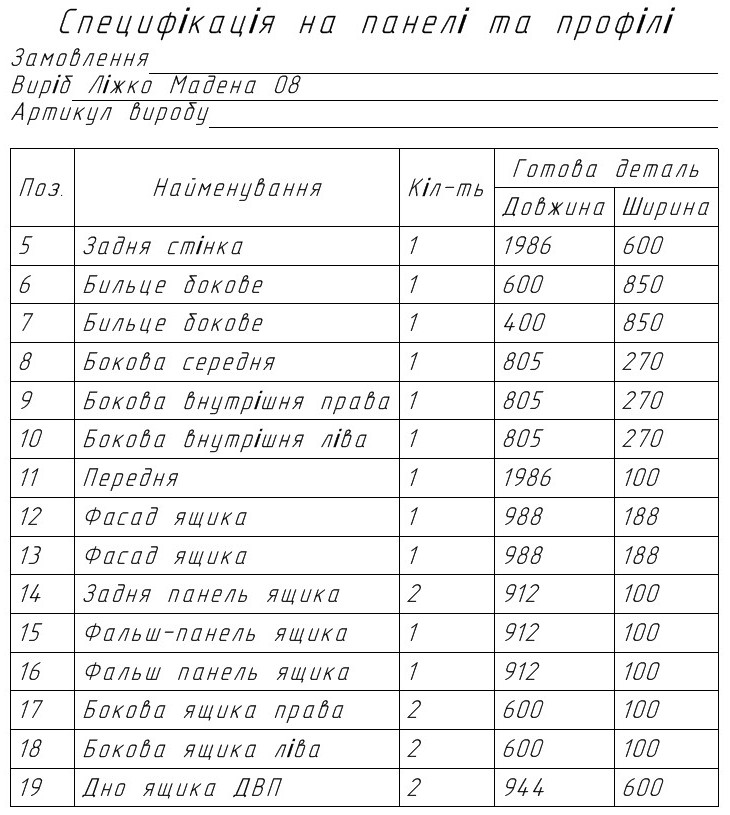 Специфікація на панелі та профілі
Замовлення
Виріб Ліжко Мадена 08
Артикул виробу
Поз. Найменування Кіл-ть Готова деталь
Довжина Ширина
5 Задня стінка 1 1986 600
6 Бильце бокове 1 600 850
7 Бильце бокове 1 400 850
8 Бокова середня 1 805 270
9 Бокова внутрішня права 1 805 270
10 Бокова внутрішня ліва 1 805 270
11 Передня 1 1986 100
12 Фасад ящика 1 988 188
13 Фасад ящика 1 988 188
14 Задня панель ящика 2 912 100
15 Фальш-панель ящика 1 912 100
16 Фальш панель ящика 1 912 100
17 Бокова ящика права 2 600 100
18 Бокова ящика ліва 2 600 100
19 Дно ящика ДВП 2 944 600